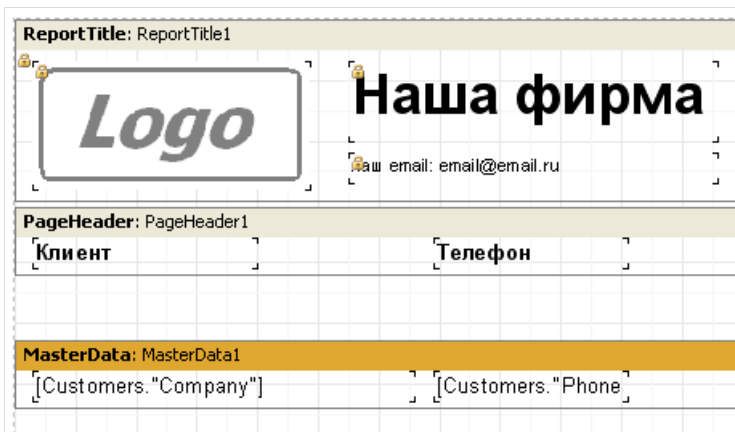 ReportTitle: ReportTitle1
Logo
Наша фирма
Наш email: email@email.ru
PageHeader: PageHeader1
Клиент Телефон
MasterData: MasterData1
[Customers."Company"] [Customers."Phone